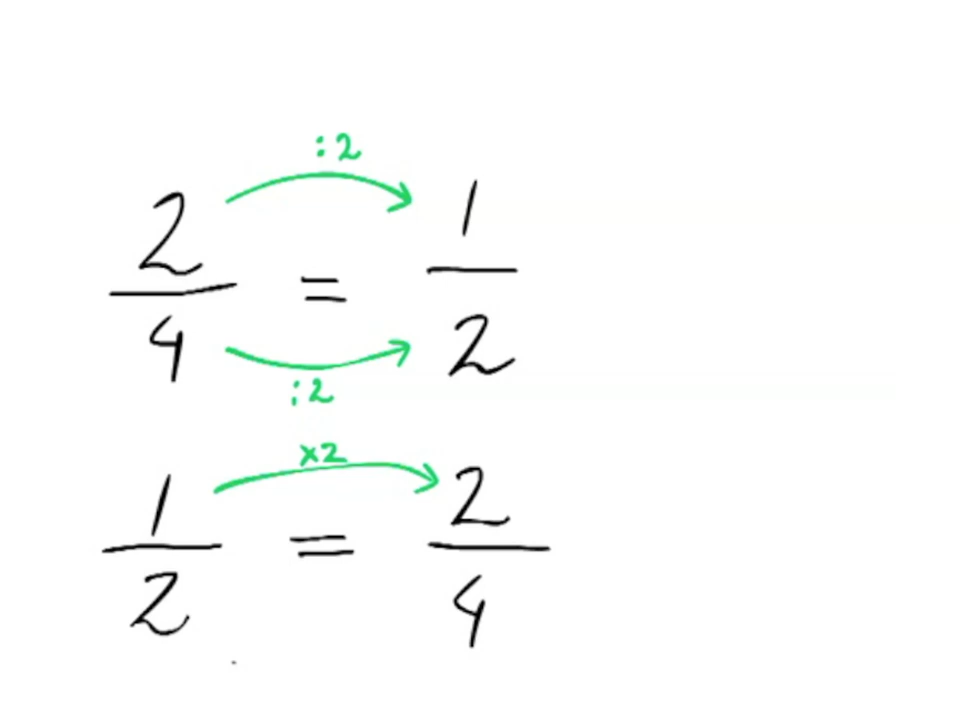 :2
2/4 = 1/2
:2
x2
1/2 = 2/4